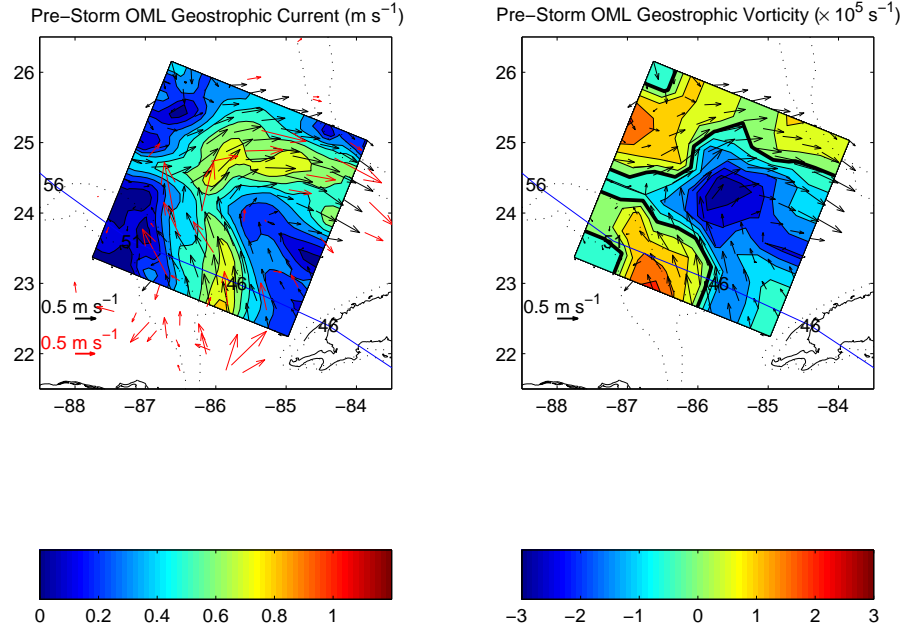 Pre-Storm OML Geostrophic Current (m s⁻¹)
26
25
24
23
22
56
51
46
46
0.5 m s⁻¹
0.5 m s⁻¹
−88 −87 −86 −85 −84
0 0.2 0.4 0.6 0.8 1
Pre-Storm OML Geostrophic Vorticity (× 10⁵ s⁻¹)
26
25
24
23
22
56
51
46
46
0.5 m s⁻¹
−88 −87 −86 −85 −84
−3 −2 −1 0 1 2 3